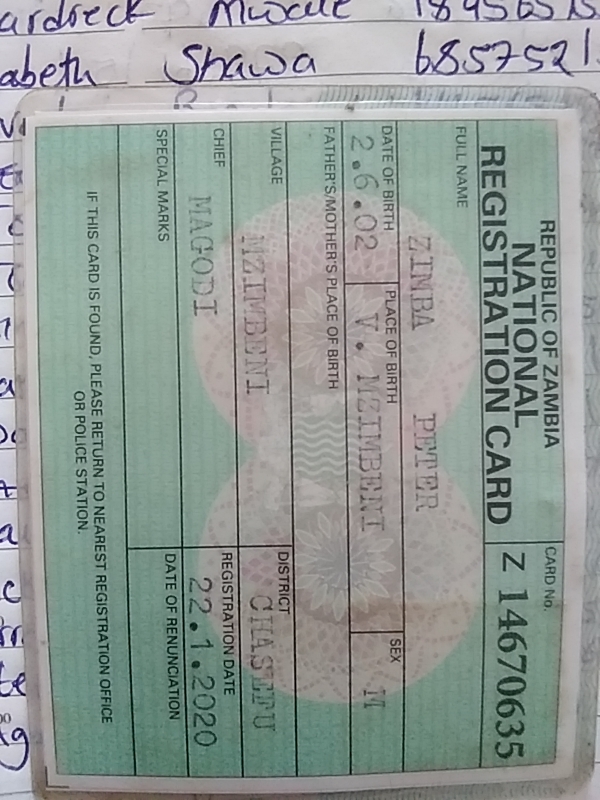 ardreck Mwale
abeth Shawa 685752
REPUBLIC OF ZAMBIA
NATIONAL
REGISTRATION CARD
CARD No.
Z 14670635
FULL NAME
ZIMBA PETER
DATE OF BIRTH PLACE OF BIRTH SEX
2.6.02 V. MZIMBENI M
FATHER'S/MOTHER'S PLACE OF BIRTH
VILLAGE DISTRICT
MZIMBENI CHASEFU
CHIEF REGISTRATION DATE
MAGODI 22.1.2020
SPECIAL MARKS DATE OF RENUNCIATION
IF THIS CARD IS FOUND, PLEASE RETURN TO NEAREST REGISTRATION OFFICE
OR POLICE STATION.